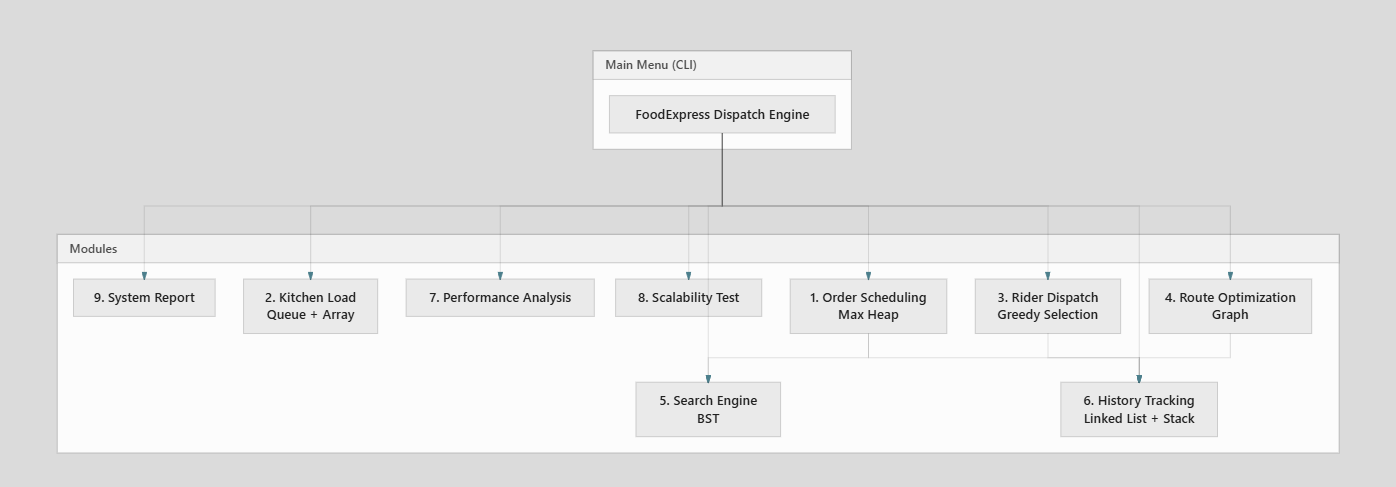 Main Menu (CLI)
FoodExpress Dispatch Engine
Modules
9. System Report
2. Kitchen Load
Queue + Array
7. Performance Analysis
8. Scalability Test
1. Order Scheduling
Max Heap
3. Rider Dispatch
Greedy Selection
4. Route Optimization
Graph
5. Search Engine
BST
6. History Tracking
Linked List + Stack